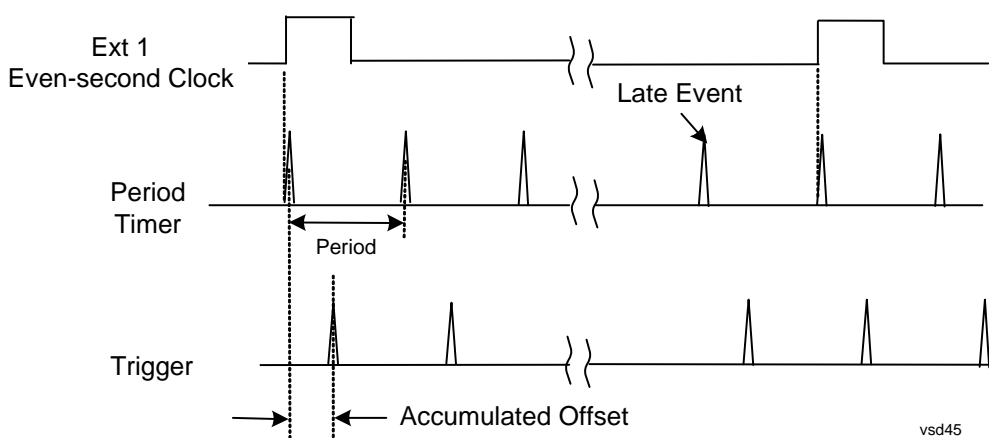 Ext 1
Even-second Clock
Late Event
Period
Timer
Period
Trigger
Accumulated Offset
vsd45